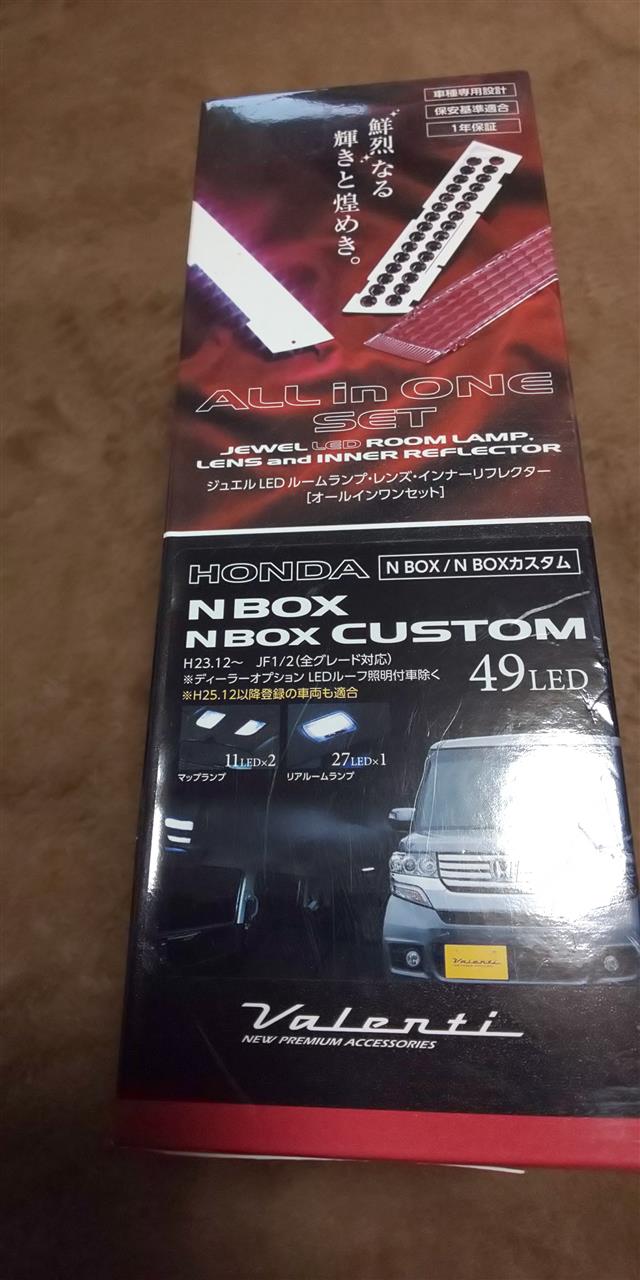 車種専用設計
保安基準適合
1年保証
鮮烈なる
輝きと煌めき。
ALL in ONE
SET
JEWEL LED ROOM LAMP,
LENS and INNER REFLECTOR
ジュエル LED ルームランプ・レンズ・インナーリフレクター
[オールインワンセット]
HONDA N BOX / N BOXカスタム
N BOX
N BOX CUSTOM
H23.12〜 JF1/2(全グレード対応)
※ディーラーオプション LEDルーフ照明付車除く
※H25.12以降登録の車両も適合
49LED
11LED×2
マップランプ
27LED×1
リアルームランプ
Valenti
Valenti
NEW PREMIUM ACCESSORIES